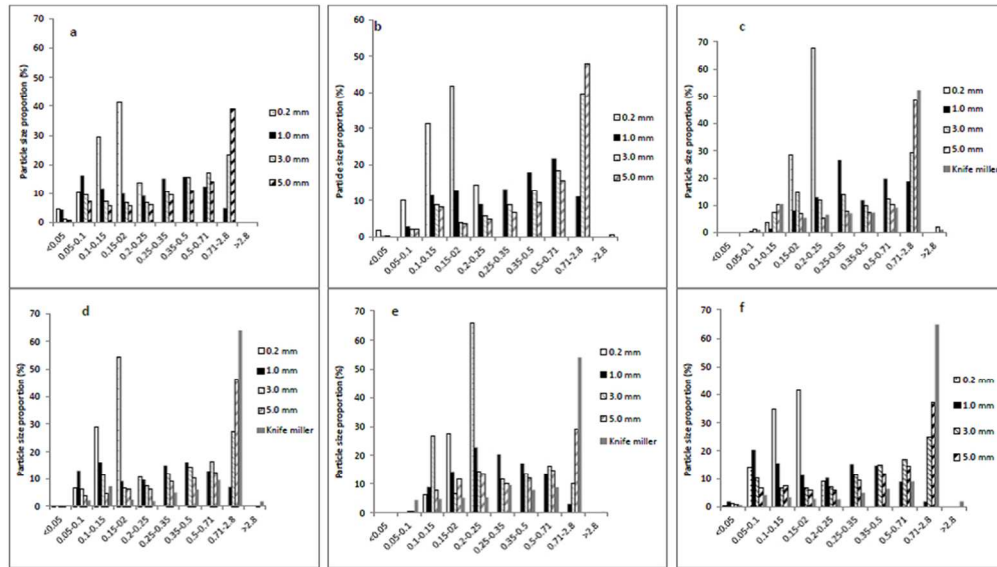 a
Particle size proportion (%)
70
60
50
40
30
20
10
0
<0.05
0.05-0.1
0.1-0.15
0.15-02
0.2-0.25
0.25-0.35
0.35-0.5
0.5-0.71
0.71-2.8
>2.8
0.2 mm
1.0 mm
3.0 mm
5.0 mm
b
Particle size proportion (%)
60
50
40
30
20
10
0
<0.05
0.05-0.1
0.1-0.15
0.15-02
0.2-0.25
0.25-0.35
0.35-0.5
0.5-0.71
0.71-2.8
>2.8
0.2 mm
1.0 mm
3.0 mm
5.0 mm
c
Particle size proportion (%)
70
60
50
40
30
20
10
0
<0.05
0.05-0.1
0.1-0.15
0.15-02
0.2-0.25
0.25-0.35
0.35-0.5
0.5-0.71
0.71-2.8
>2.8
0.2 mm
1.0 mm
3.0 mm
5.0 mm
Knife miller
d
Particle size proportion (%)
70
60
50
40
30
20
10
0
<0.05
0.05-0.1
0.1-0.15
0.15-02
0.2-0.25
0.25-0.35
0.35-0.5
0.5-0.71
0.71-2.8
>2.8
0.2 mm
1.0 mm
3.0 mm
5.0 mm
Knife miller
e
Particle size proportion (%)
70
60
50
40
30
20
10
0
<0.05
0.05-0.1
0.1-0.15
0.15-02
0.2-0.25
0.25-0.35
0.35-0.5
0.5-0.71
0.71-2.8
>2.8
0.2 mm
1.0 mm
3.0 mm
5.0 mm
Knife miller
f
Particle size proportion (%)
70
60
50
40
30
20
10
0
<0.05
0.05-0.1
0.1-0.15
0.15-02
0.2-0.25
0.25-0.35
0.35-0.5
0.5-0.71
0.71-2.8
>2.8
0.2 mm
1.0 mm
3.0 mm
5.0 mm
Knife miller